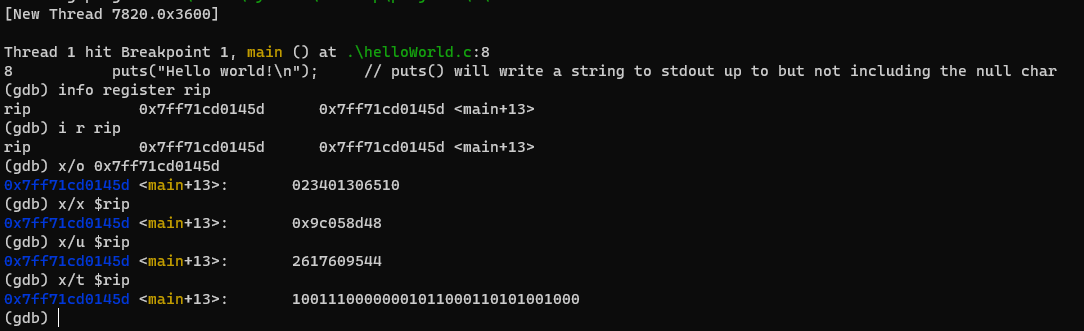 [New Thread 7820.0x3600]
Thread 1 hit Breakpoint 1, main () at .\helloWorld.c:8
8           puts("Hello world!\n");     // puts() will write a string to stdout up to but not including the null char
(gdb) info register rip
rip            0x7ff71cd0145d      0x7ff71cd0145d <main+13>
(gdb) i r rip
rip            0x7ff71cd0145d      0x7ff71cd0145d <main+13>
(gdb) x/o 0x7ff71cd0145d
0x7ff71cd0145d <main+13>:       023401306510
(gdb) x/x $rip
0x7ff71cd0145d <main+13>:       0x9c058d48
(gdb) x/u $rip
0x7ff71cd0145d <main+13>:       2617609544
(gdb) x/t $rip
0x7ff71cd0145d <main+13>:       10011100000001011000110101001000
(gdb)